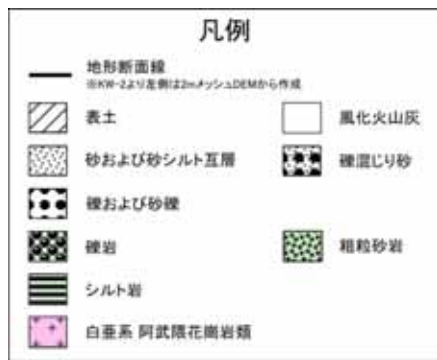 凡例
地形断面線
※KW-2より左側は2mメッシュDEMから作成
表土
風化火山灰
砂および砂シルト互層
礫混じり砂
礫および砂礫
礫岩
粗粒砂岩
シルト岩
白亜系 阿武隈花崗岩類